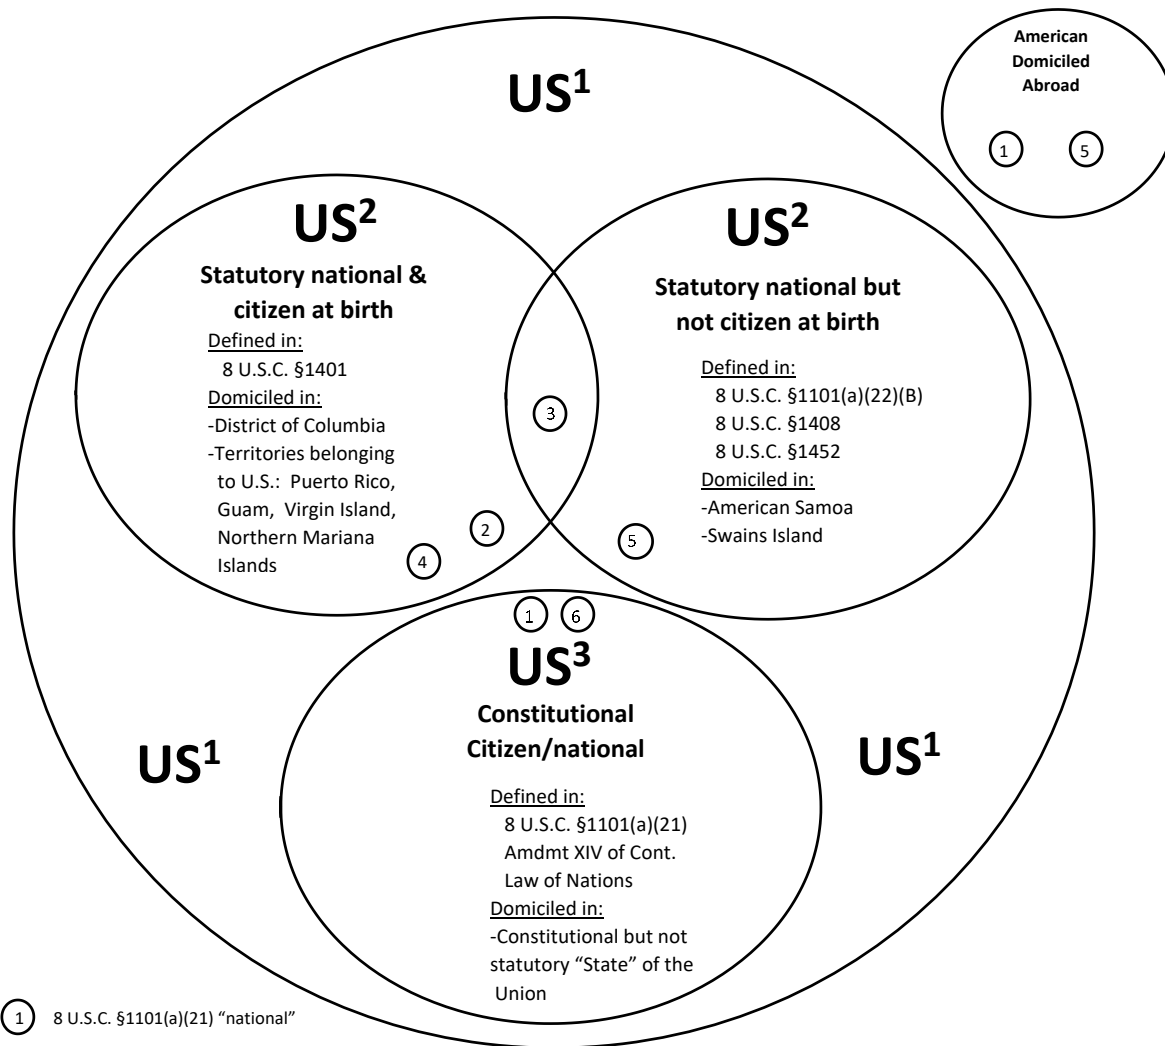 American
Domiciled
Abroad
1 5
US¹
US²
Statutory national &
citizen at birth
Defined in:
8 U.S.C. §1401
Domiciled in:
-District of Columbia
-Territories belonging
to U.S.: Puerto Rico,
Guam, Virgin Island,
Northern Mariana
Islands
2
4
3
US²
Statutory national but
not citizen at birth
Defined in:
8 U.S.C. §1101(a)(22)(B)
8 U.S.C. §1408
8 U.S.C. §1452
Domiciled in:
-American Samoa
-Swains Island
5
1 6
US³
Constitutional
Citizen/national
Defined in:
8 U.S.C. §1101(a)(21)
Amdmt XIV of Cont.
Law of Nations
Domiciled in:
-Constitutional but not
statutory “State” of the
Union
US¹
US¹
1 8 U.S.C. §1101(a)(21) “national”